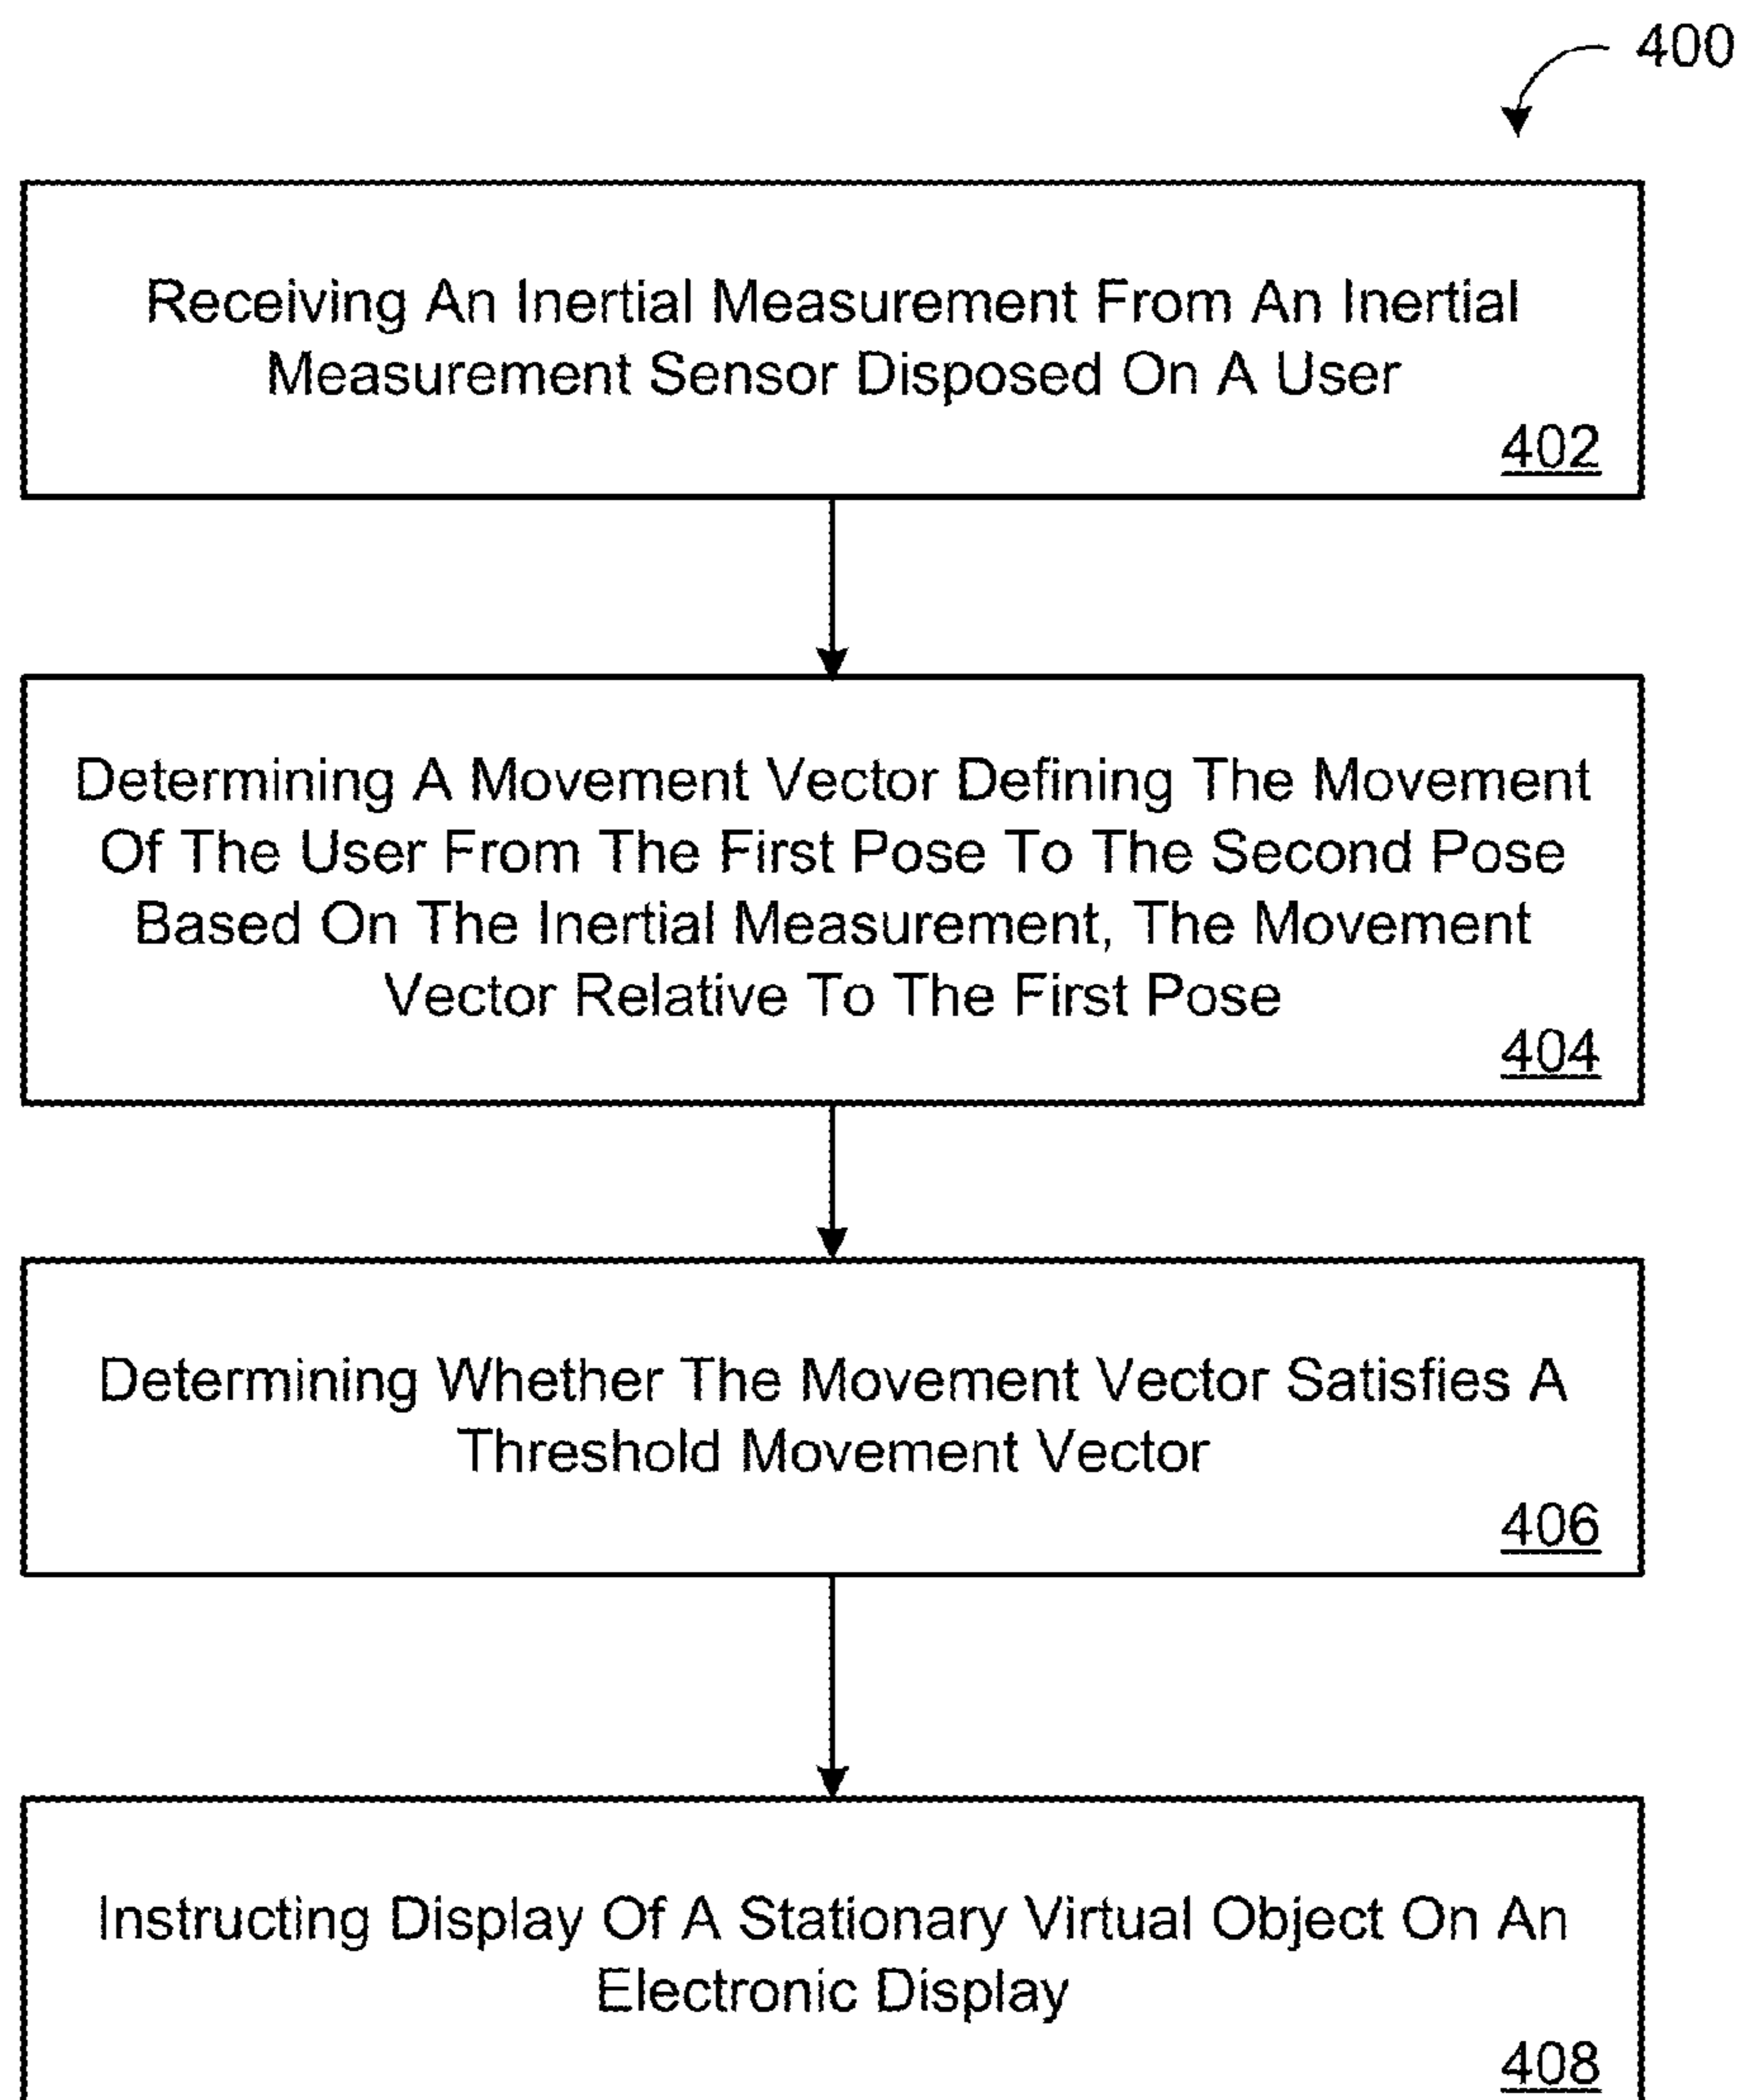 400
Receiving An Inertial Measurement From An Inertial
Measurement Sensor Disposed On A User
402
Determining A Movement Vector Defining The Movement
Of The User From The First Pose To The Second Pose
Based On The Inertial Measurement, The Movement
Vector Relative To The First Pose
404
Determining Whether The Movement Vector Satisfies A
Threshold Movement Vector
406
Instructing Display Of A Stationary Virtual Object On An
Electronic Display
408